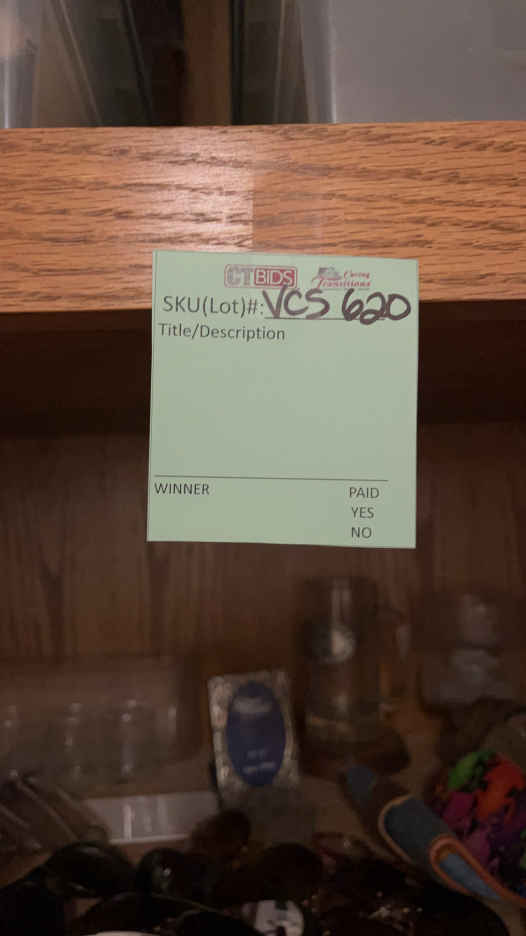 CTBIDS Caring Transitions
SKU(Lot)#: VCS 620
Title/Description
WINNER PAID
YES
NO